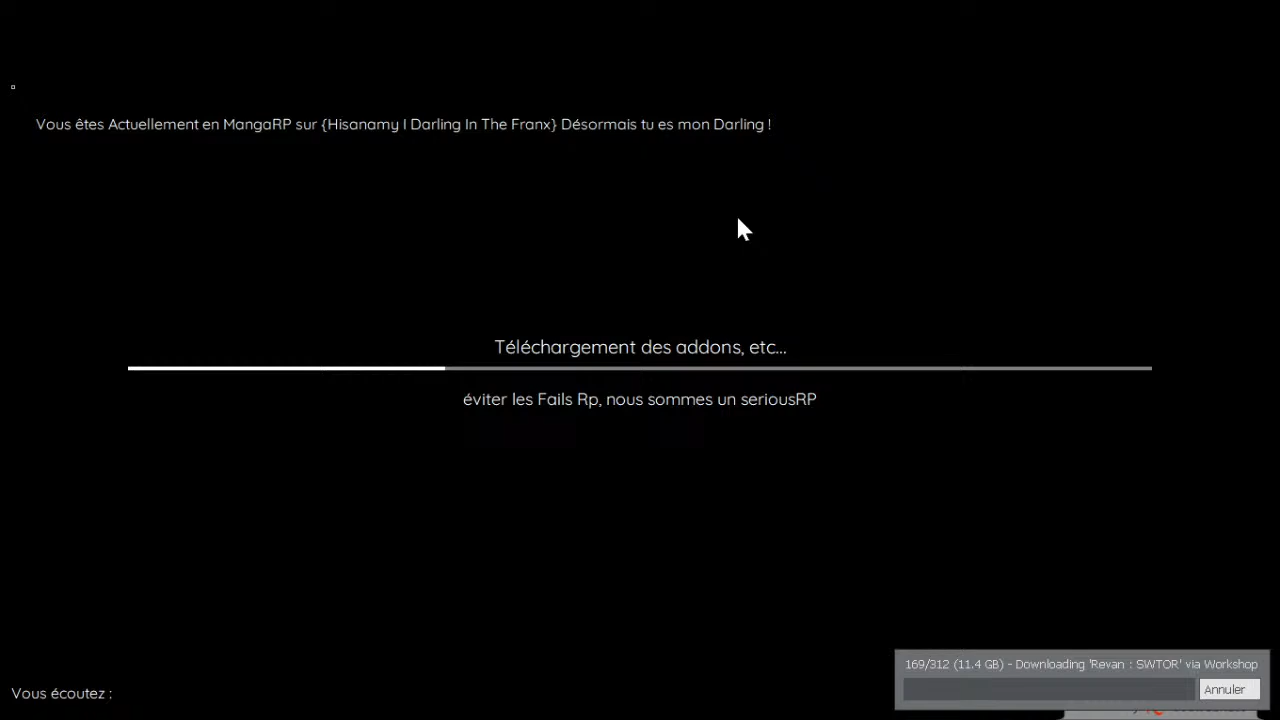 Vous êtes Actuellement en MangaRP sur {Hisanamy I Darling In The Franx} Désormais tu es mon Darling !
Téléchargement des addons, etc...
éviter les Fails Rp, nous sommes un seriousRP
169/312 (11.4 GB) - Downloading 'Revan : SWTOR' via Workshop
Annuler
Vous écoutez :